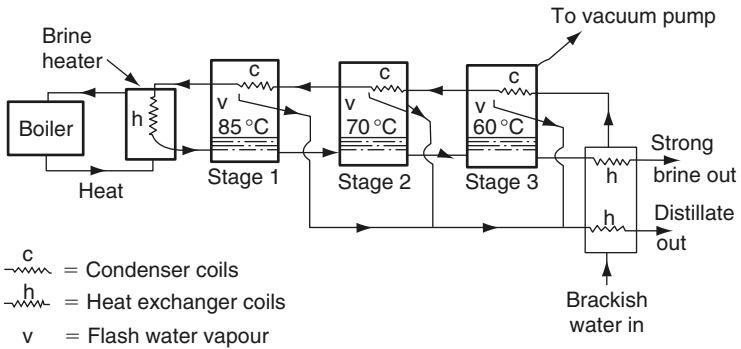 To vacuum pump
Brine
heater
c
c
c
h
v
v
v
Boiler
85 °C
70 °C
60 °C
Strong
brine out
h
Stage 1
Stage 2
Stage 3
Heat
h
Distillate
out
c
= Condenser coils
h
= Heat exchanger coils
v = Flash water vapour
Brackish
water in